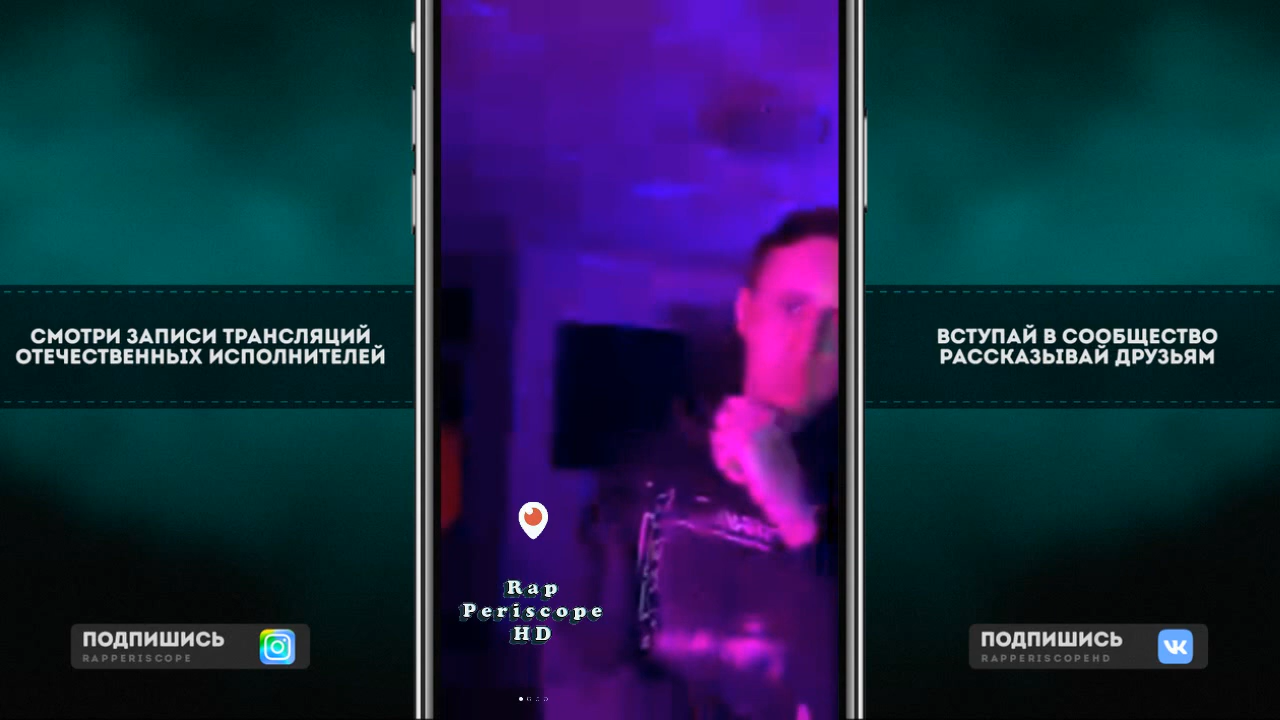 СМОТРИ ЗАПИСИ ТРАНСЛЯЦИЙ
ОТЕЧЕСТВЕННЫХ ИСПОЛНИТЕЛЕЙ
ВСТУПАЙ В СООБЩЕСТВО
РАССКАЗЫВАЙ ДРУЗЬЯМ
Rap
Periscope
HD
ПОДПИШИСЬ
RAPPERISCOPE
ПОДПИШИСЬ
RAPPERISCOPEHD